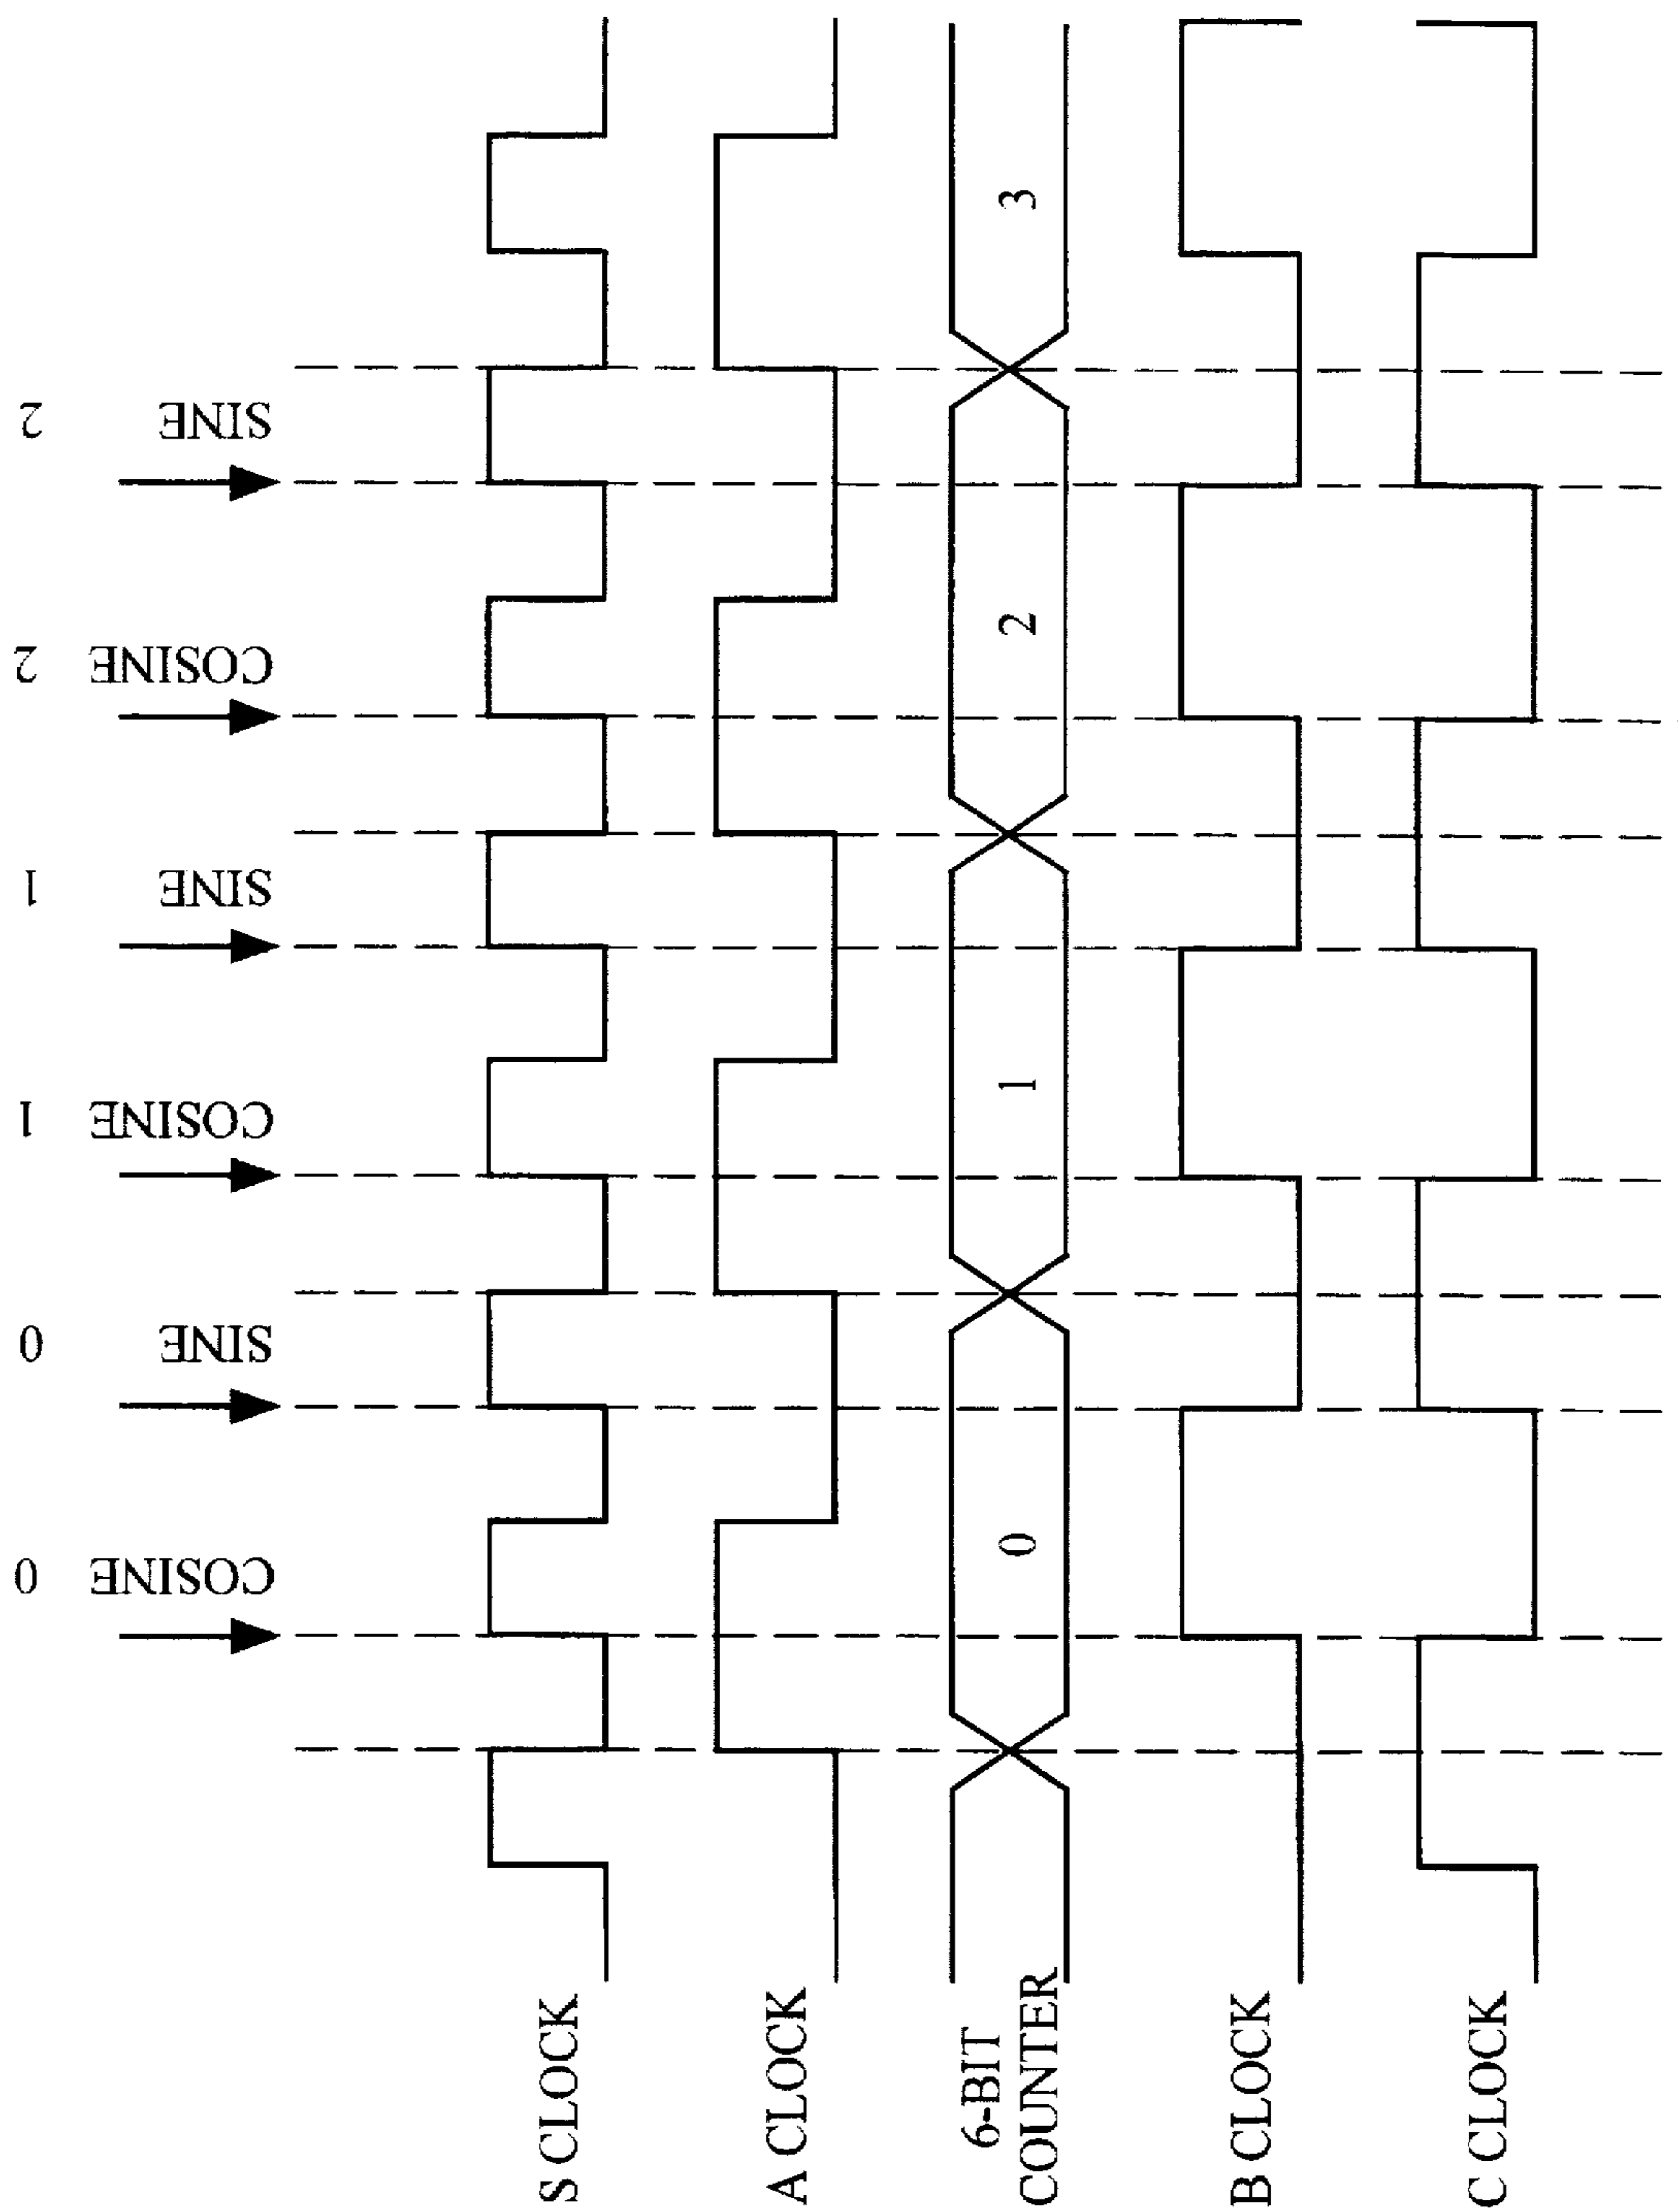 0 COSINE
0 SINE
1 COSINE
1 SINE
2 COSINE
2 SINE
S CLOCK
A CLOCK
6-BIT
COUNTER
0
1
2
3
B CLOCK
C CLOCK